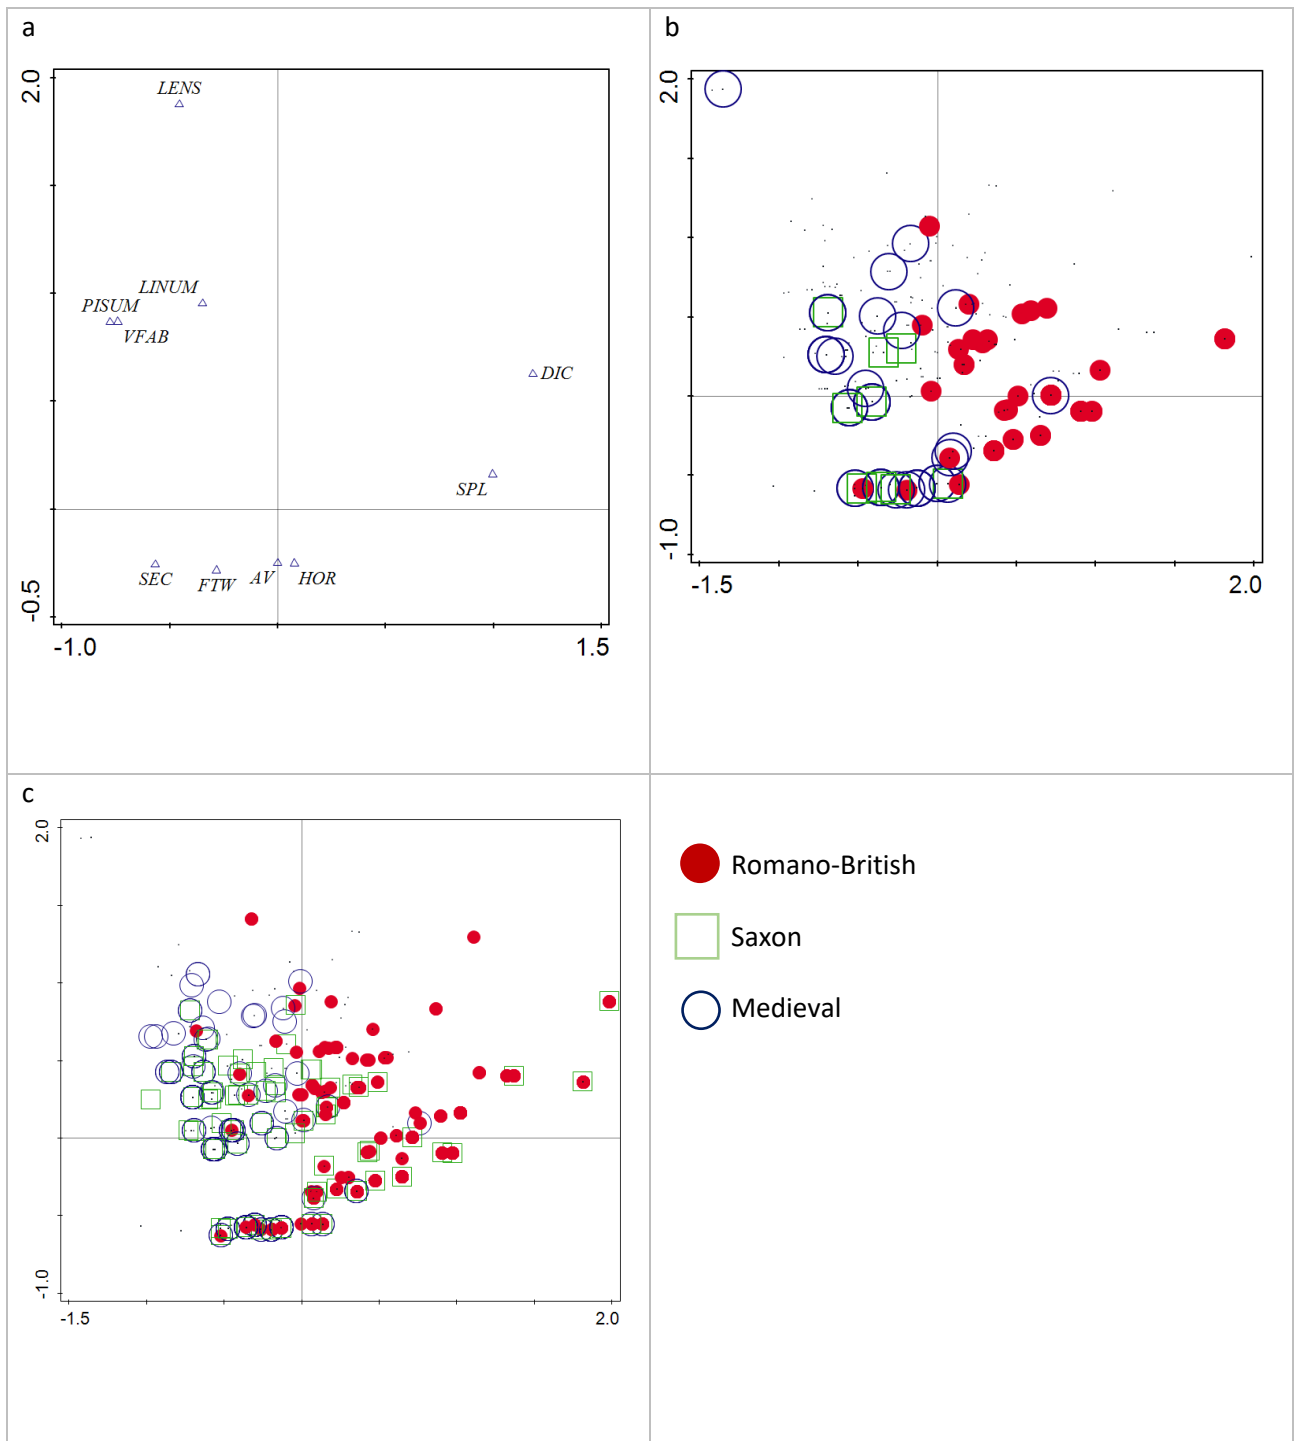 a
2.0
LENS
LINUM
PISUM
VFAB
DIC
SPL
SEC
FTW
AV
HOR
-0.5
-1.0
1.5
b
2.0
-1.0
-1.5
2.0
c
2.0
-1.0
-1.5
2.0
Romano-British
Saxon
Medieval